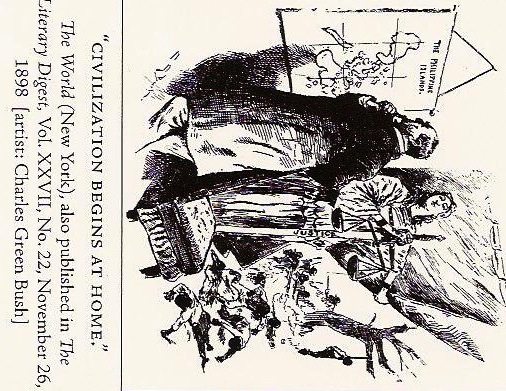 THE PHILIPPINE
ISLANDS.
JUSTICE
"CIVILIZATION BEGINS AT HOME."
The World (New York), also published in The
Literary Digest, Vol. XXVII, No. 22, November 26,
1898 [artist: Charles Green Bush]